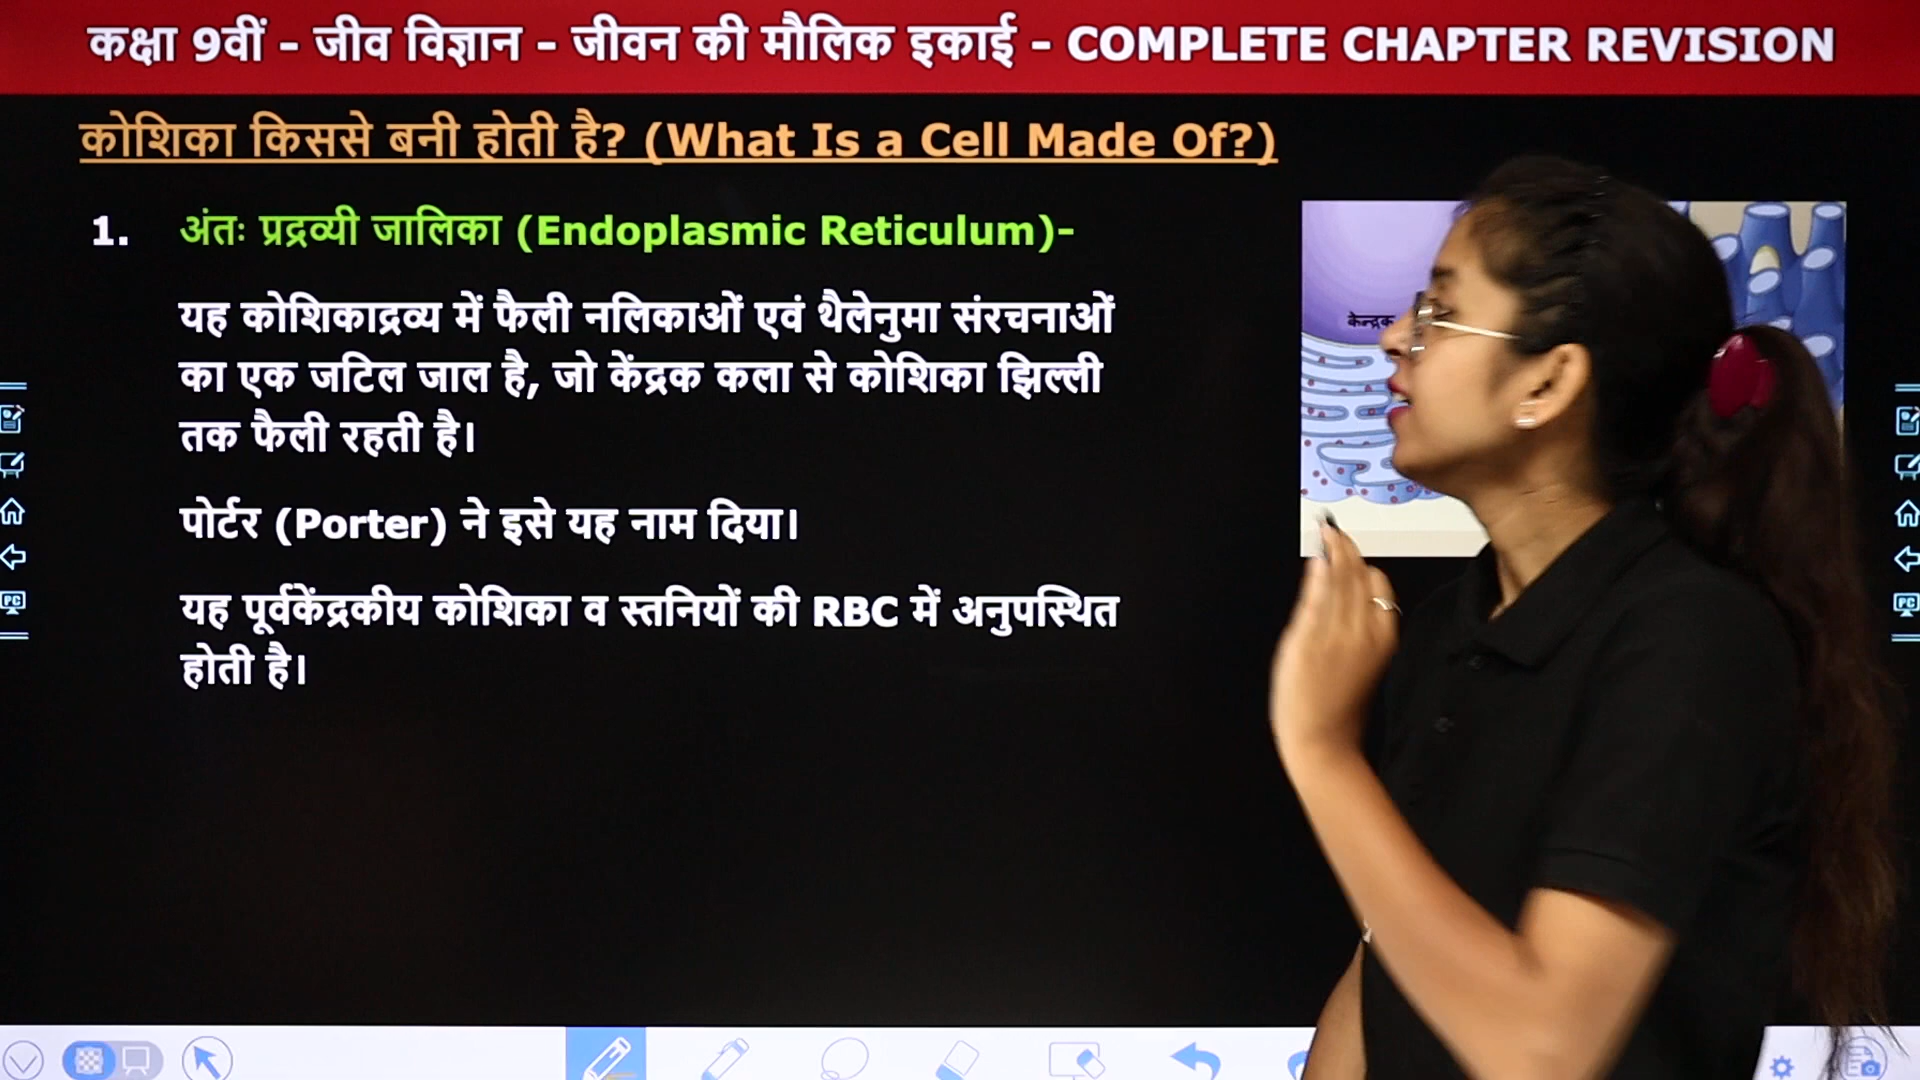 कक्षा 9वीं - जीव विज्ञान - जीवन की मौलिक इकाई - COMPLETE CHAPTER REVISION
कोशिका किससे बनी होती है? (What Is a Cell Made Of?)
1. अंतः प्रद्रव्यी जालिका (Endoplasmic Reticulum)-
यह कोशिकाद्रव्य में फैली नलिकाओं एवं थैलेनुमा संरचनाओं
का एक जटिल जाल है, जो केंद्रक कला से कोशिका झिल्ली
तक फैली रहती है।
पोर्टर (Porter) ने इसे यह नाम दिया।
यह पूर्वकेंद्रकीय कोशिका व स्तनियों की RBC में अनुपस्थित
होती है।
केन्द्रक
PC
PC